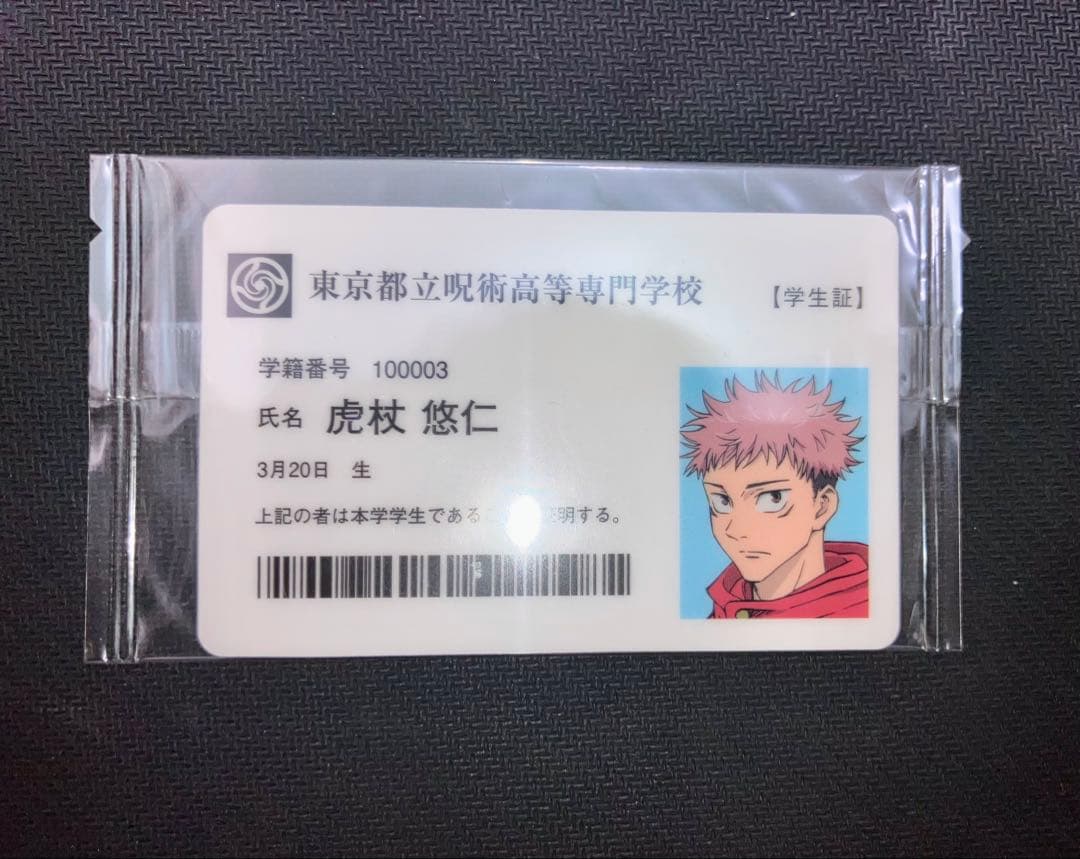 東京都立呪術高等専門学校 【学生証】
学籍番号 100003
氏名 虎杖 悠仁
3月20日 生
上記の者は本学学生である 明する。